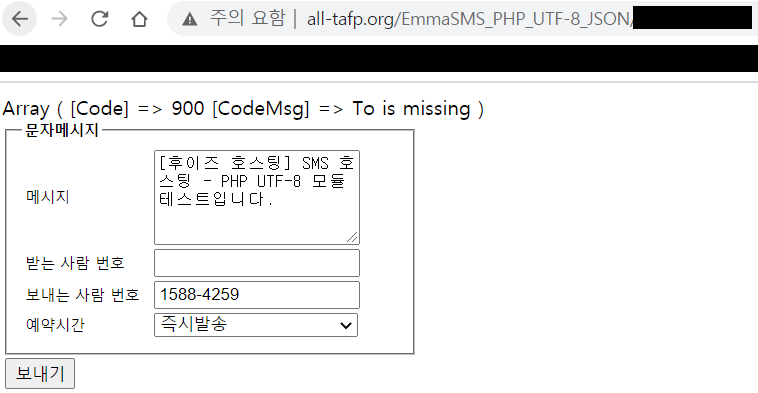 주의 요함 | all-tafp.org/EmmaSMS_PHP_UTF-8_JSON/
Array ( [Code] => 900 [CodeMsg] => To is missing )
문자메시지
메시지
[후이즈 호스팅] SMS 호
스팅 - PHP UTF-8 모듈
테스트입니다.
받는 사람 번호
보내는 사람 번호 1588-4259
예약시간 즉시발송
보내기